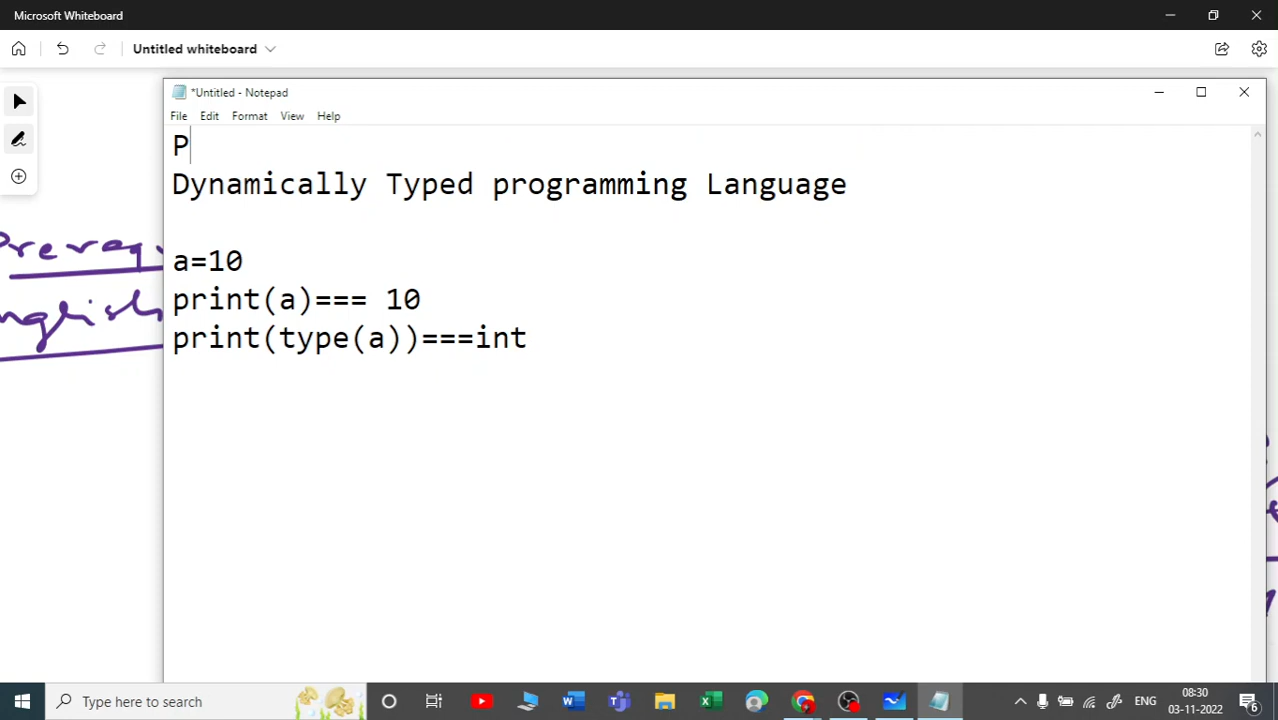 Microsoft Whiteboard
Untitled whiteboard
*Untitled - Notepad
File Edit Format View Help
P
Dynamically Typed programming Language
a=10
print(a)=== 10
print(type(a))===int
Type here to search
ENG
08:30
03-11-2022
6